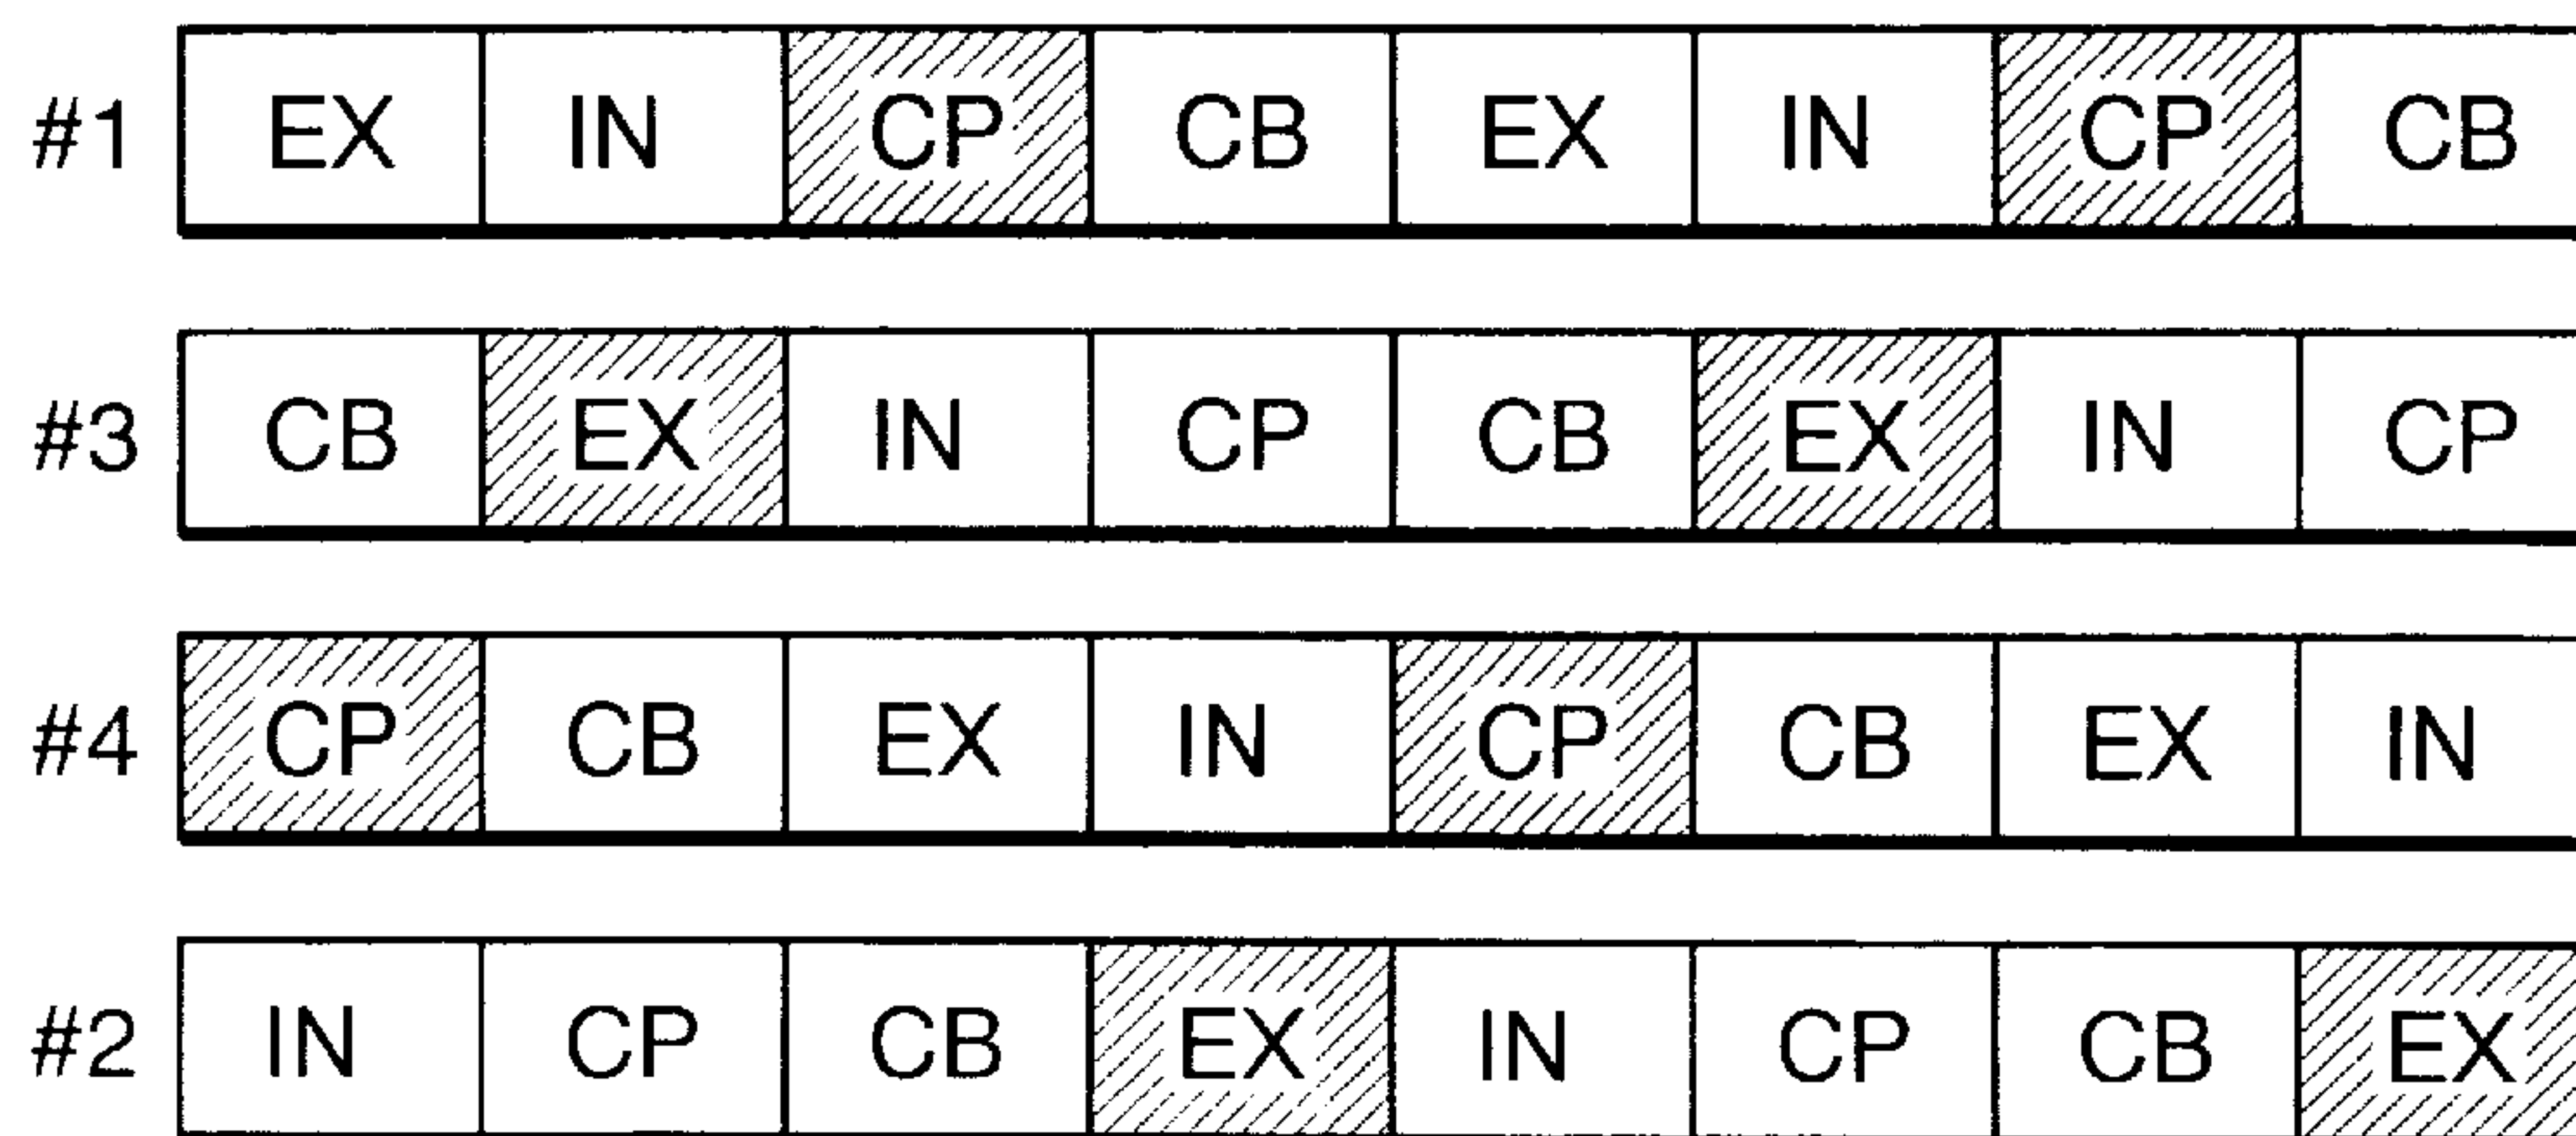 #1 EX IN CP CB EX IN CP CB
#3 CB EX IN CP CB EX IN CP
#4 CP CB EX IN CP CB EX IN
#2 IN CP CB EX IN CP CB EX